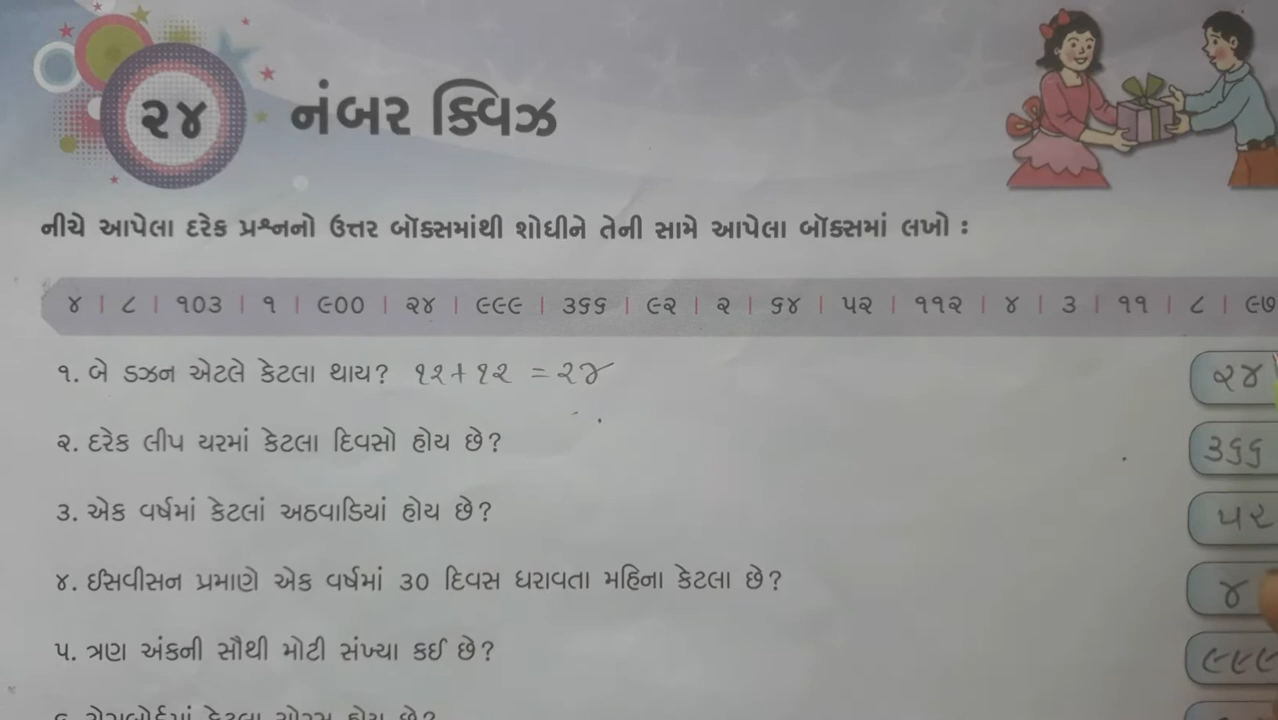 ૨૪ નંબર ક્વિઝ
નીચે આપેલા દરેક પ્રશ્નનો ઉત્તર બૉક્સમાંથી શોધીને તેની સામે આપેલા બૉક્સમાં લખો :
૪ | ૮ | ૧૦૩ | ૧ | ૯૦૦ | ૨૪ | ૯૯૯ | ૩૬૬ | ૯૨ | ૨ | ૬૪ | ૫૨ | ૧૧૨ | ૪ | ૩ | ૧૧ | ૮ | ૯૭
૧. બે ડઝન એટલે કેટલા થાય? ૧૨+૧૨ =૨૪ ૨૪
૨. દરેક લીપ યરમાં કેટલા દિવસો હોય છે? ૩૬૬
૩. એક વર્ષમાં કેટલાં અઠવાડિયાં હોય છે? ૫૨
૪. ઈસવીસન પ્રમાણે એક વર્ષમાં ૩૦ દિવસ ધરાવતા મહિના કેટલા છે? ૪
૫. ત્રણ અંકની સૌથી મોટી સંખ્યા કઈ છે? ૯૯૯